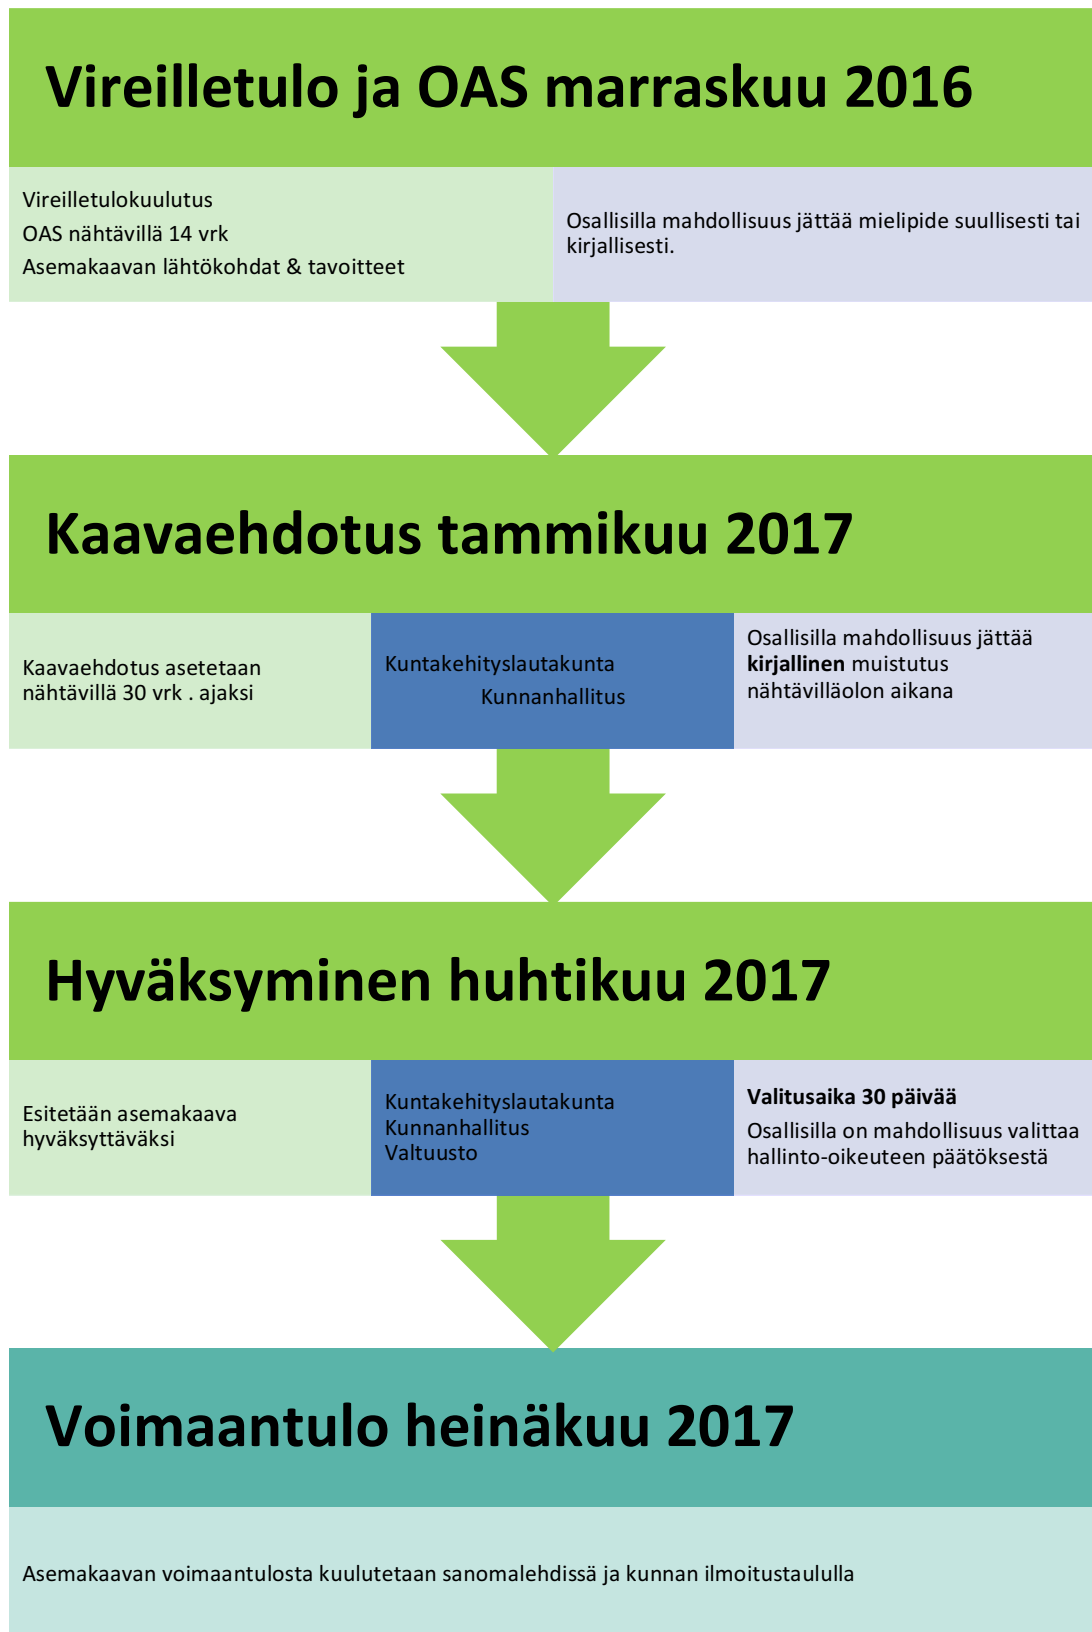 Vireilletulo ja OAS marraskuu 2016
Vireilletulokuulutus
OAS nähtävillä 14 vrk
Asemakaavan lähtökohdat & tavoitteet
Osallisilla mahdollisuus jättää mielipide suullisesti tai
kirjallisesti.
Kaavaehdotus tammikuu 2017
Kaavaehdotus asetetaan
nähtävillä 30 vrk . ajaksi
Kuntakehityslautakunta
Kunnanhallitus
Osallisilla mahdollisuus jättää
kirjallinen muistutus
nähtävilläolon aikana
Hyväksyminen huhtikuu 2017
Esitetään asemakaava
hyväksyttäväksi
Kuntakehityslautakunta
Kunnanhallitus
Valtuusto
Valitusaika 30 päivää
Osallisilla on mahdollisuus valittaa
hallinto-oikeuteen päätöksestä
Voimaantulo heinäkuu 2017
Asemakaavan voimaantulosta kuulutetaan sanomalehdissä ja kunnan ilmoitustaululla